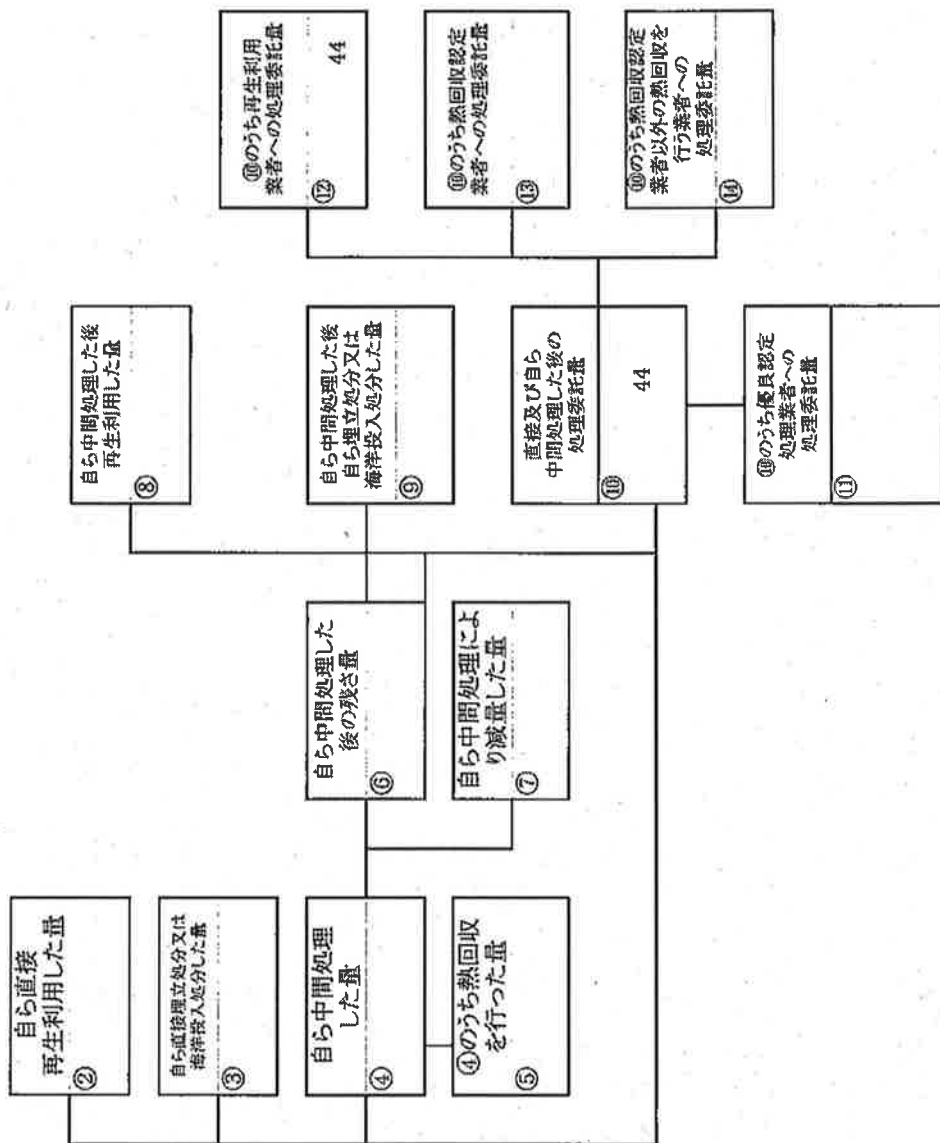 自ら直接
再生利用した量
②
自ら直接埋立処分又は
海洋投入処分した量
③
自ら中間処理
した量
④
④のうち熱回収
を行った量
⑤
自ら中間処理した
後の残さ量
⑥
自ら中間処理によ
り減量した量
⑦
自ら中間処理した後
再生利用した量
⑧
自ら中間処理した後
自ら埋立処分又は
海洋投入処分した量
⑨
直接及び自ら
中間処理した後の
処理委託量
⑩
44
⑩のうち優良認定
処理業者への
処理委託量
⑪
⑩のうち再生利用
業者への処理委託量
⑫
44
⑩のうち熱回収認定
業者への処理委託量
⑬
⑩のうち熱回収認定
業者以外の熱回収を
行う業者への
処理委託量
⑭